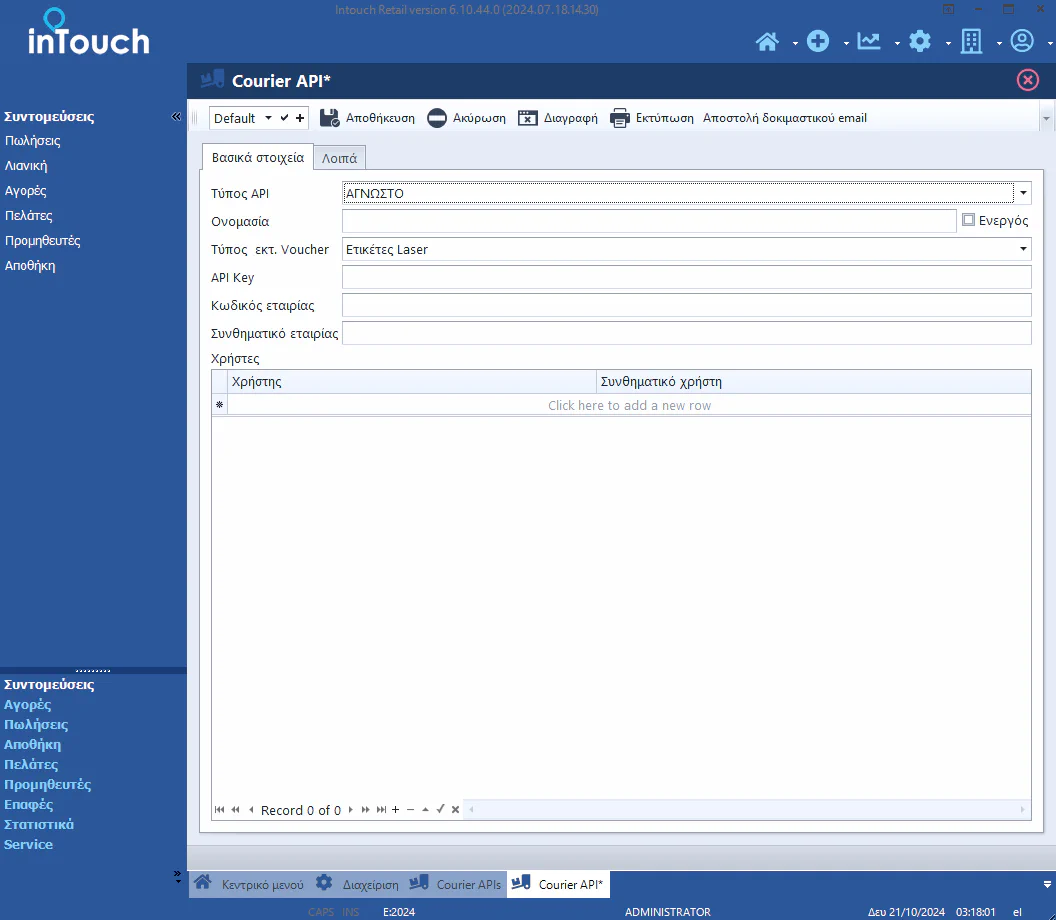 Intouch Retail version 6.10.44.0 (2024.07.18.14.30)
inTouch
Courier API*
Συντομεύσεις «
Πωλήσεις
Λιανική
Αγορές
Πελάτες
Προμηθευτές
Αποθήκη
Default Αποθήκευση Ακύρωση Διαγραφή Εκτύπωση Αποστολή δοκιμαστικού email
Βασικά στοιχεία Λοιπά
Τύπος API ΑΓΝΩΣΤΟ
Ονομασία Ενεργός
Τύπος εκτ. Voucher Ετικέτες Laser
API Key
Κωδικός εταιρίας
Συνθηματικό εταιρίας
Χρήστες
Χρήστης Συνθηματικό χρήστη
Click here to add a new row
Record 0 of 0
Συντομεύσεις
Αγορές
Πωλήσεις
Αποθήκη
Πελάτες
Προμηθευτές
Επαφές
Στατιστικά
Service
Κεντρικό μενού Διαχείριση Courier APIs Courier API*
CAPS INS E:2024 ADMINISTRATOR Δευ 21/10/2024 03:18:01 el